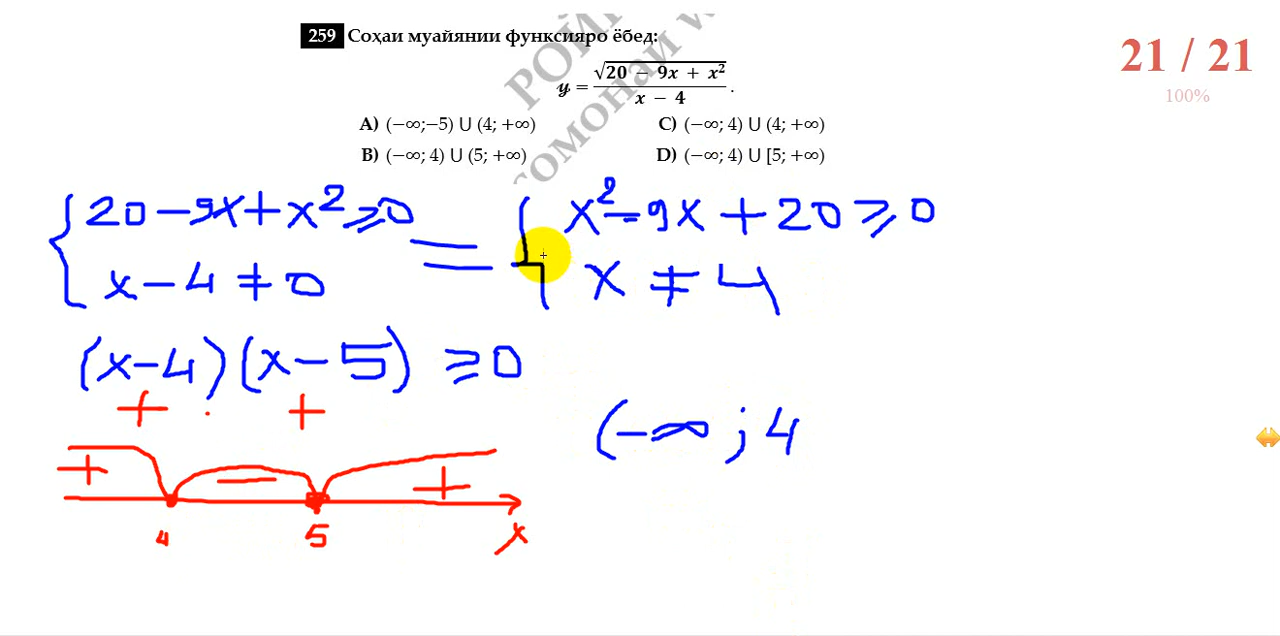 259 Соҳаи муайянии функсияро ёбед:
y = √(20 − 9x + x²) / (x − 4).
A) (−∞;−5) ∪ (4; +∞)
C) (−∞; 4) ∪ (4; +∞)
B) (−∞; 4) ∪ (5; +∞)
D) (−∞; 4) ∪ [5; +∞)
21 / 21
100%
{ 20 − 9x + x² ⩾ 0 = { x² − 9x + 20 ⩾ 0
x − 4 ≠ 0 x ≠ 4
(x − 4)(x − 5) ⩾ 0
+ +
(−∞ ; 4
+ − +
4 5 x